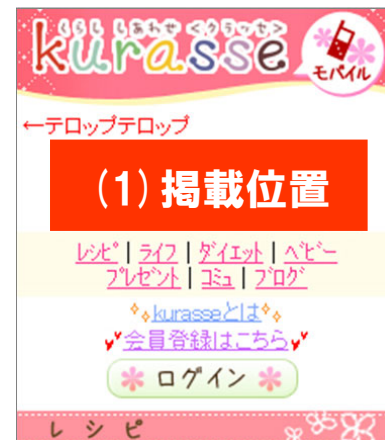 くらし しあわせ <クラッセ>
kurasse
モバイル
←テロップテロップ
(1)掲載位置
ﾚｼﾋﾟ | ﾗｲﾌ | ﾀﾞｲｴｯﾄ | ﾍﾞﾋﾞｰ
ﾌﾟﾚｾﾞﾝﾄ | ｺﾐｭ | ﾌﾞﾛｸﾞ
kurasseとは
会員登録はこちら
ログイン
レシピ